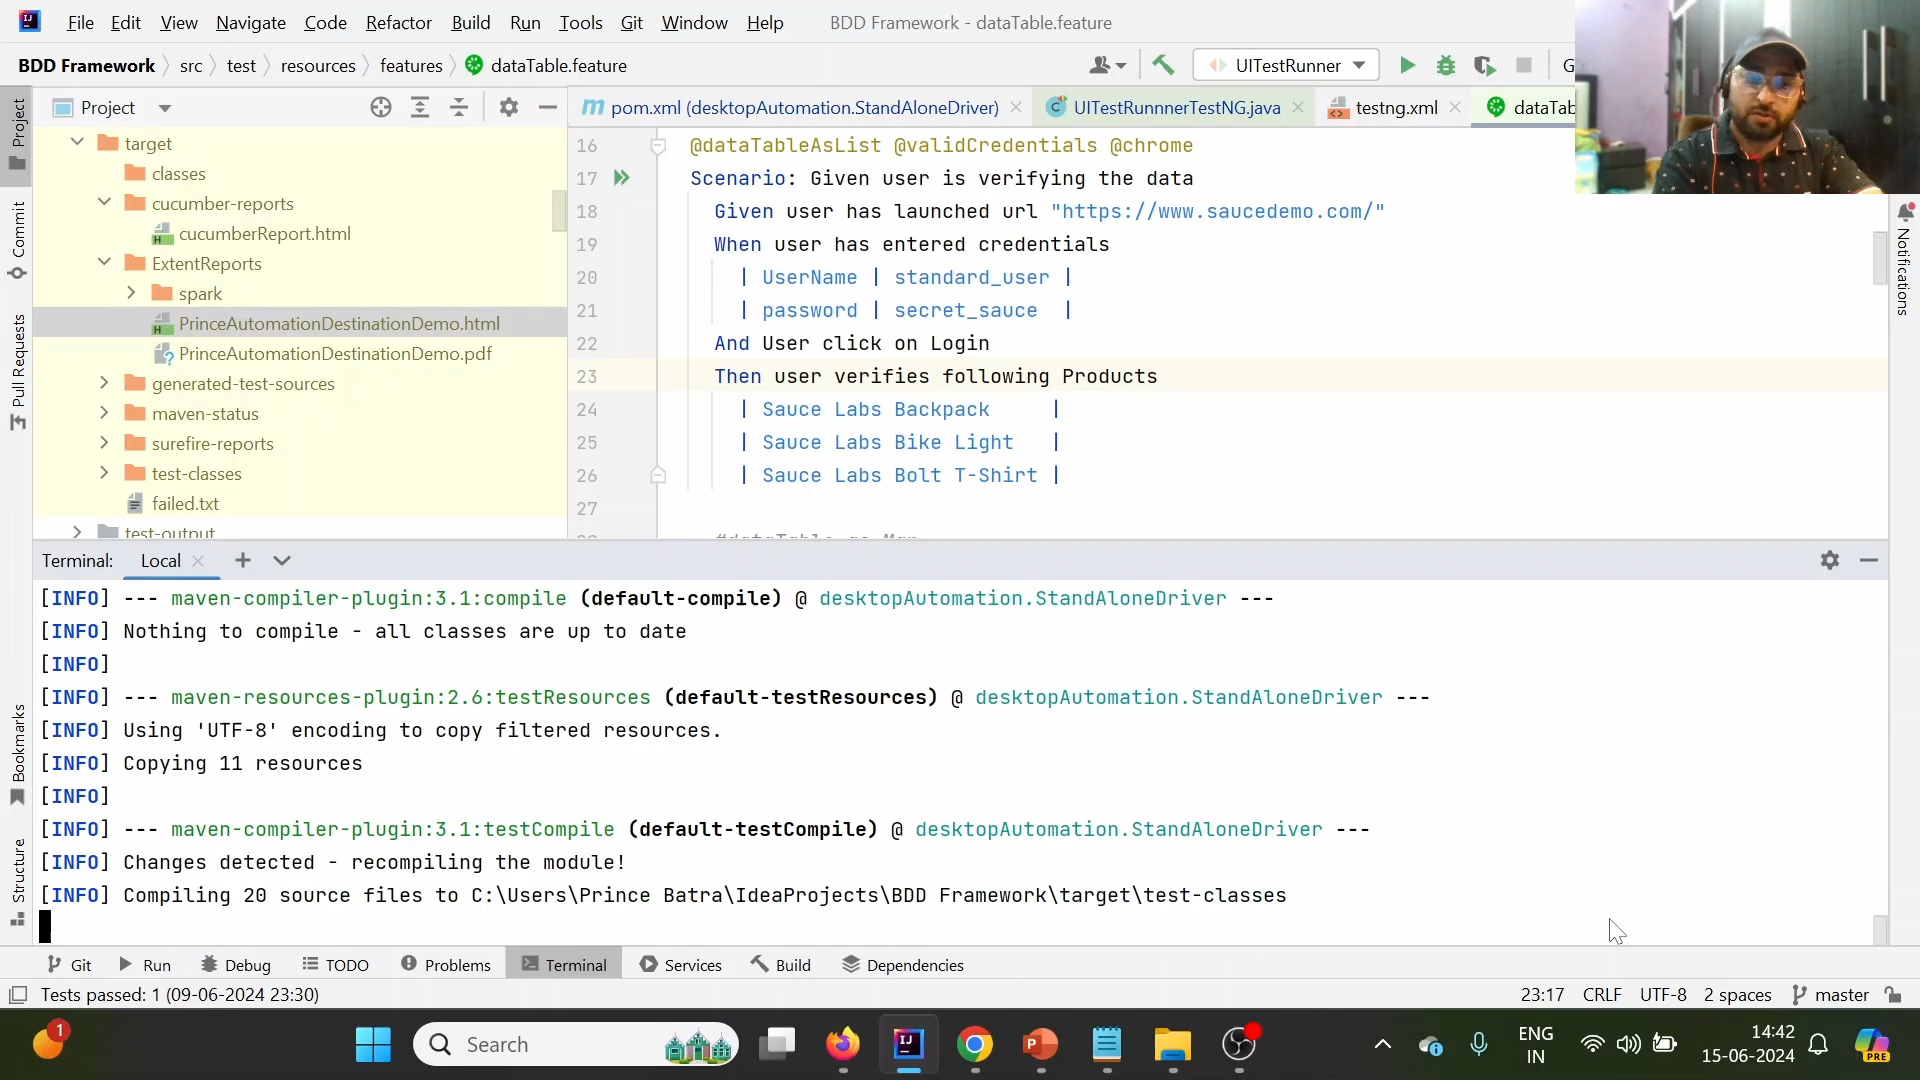 File Edit View Navigate Code Refactor Build Run Tools Git Window Help BDD Framework - dataTable.feature
BDD Framework src test resources features dataTable.feature UITestRunner G
Project
pom.xml (desktopAutomation.StandAloneDriver) UITestRunnnerTestNG.java testng.xml dataTab
target
classes
cucumber-reports
cucumberReport.html
ExtentReports
spark
PrinceAutomationDestinationDemo.html
PrinceAutomationDestinationDemo.pdf
generated-test-sources
maven-status
surefire-reports
test-classes
failed.txt
test-output
16 @dataTableAsList @validCredentials @chrome
17 Scenario: Given user is verifying the data
18 Given user has launched url "https://www.saucedemo.com/"
19 When user has entered credentials
20 | UserName | standard_user |
21 | password | secret_sauce |
22 And User click on Login
23 Then user verifies following Products
24 | Sauce Labs Backpack |
25 | Sauce Labs Bike Light |
26 | Sauce Labs Bolt T-Shirt |
27
#dataTable as Map
Project
Commit
Pull Requests
Bookmarks
Structure
Notifications
Terminal: Local
[INFO] --- maven-compiler-plugin:3.1:compile (default-compile) @ desktopAutomation.StandAloneDriver ---
[INFO] Nothing to compile - all classes are up to date
[INFO]
[INFO] --- maven-resources-plugin:2.6:testResources (default-testResources) @ desktopAutomation.StandAloneDriver ---
[INFO] Using 'UTF-8' encoding to copy filtered resources.
[INFO] Copying 11 resources
[INFO]
[INFO] --- maven-compiler-plugin:3.1:testCompile (default-testCompile) @ desktopAutomation.StandAloneDriver ---
[INFO] Changes detected - recompiling the module!
[INFO] Compiling 20 source files to C:\Users\Prince Batra\IdeaProjects\BDD Framework\target\test-classes
Git Run Debug TODO Problems Terminal Services Build Dependencies
Tests passed: 1 (09-06-2024 23:30) 23:17 CRLF UTF-8 2 spaces master
1 Search ENG 14:42
IN 15-06-2024 PRE